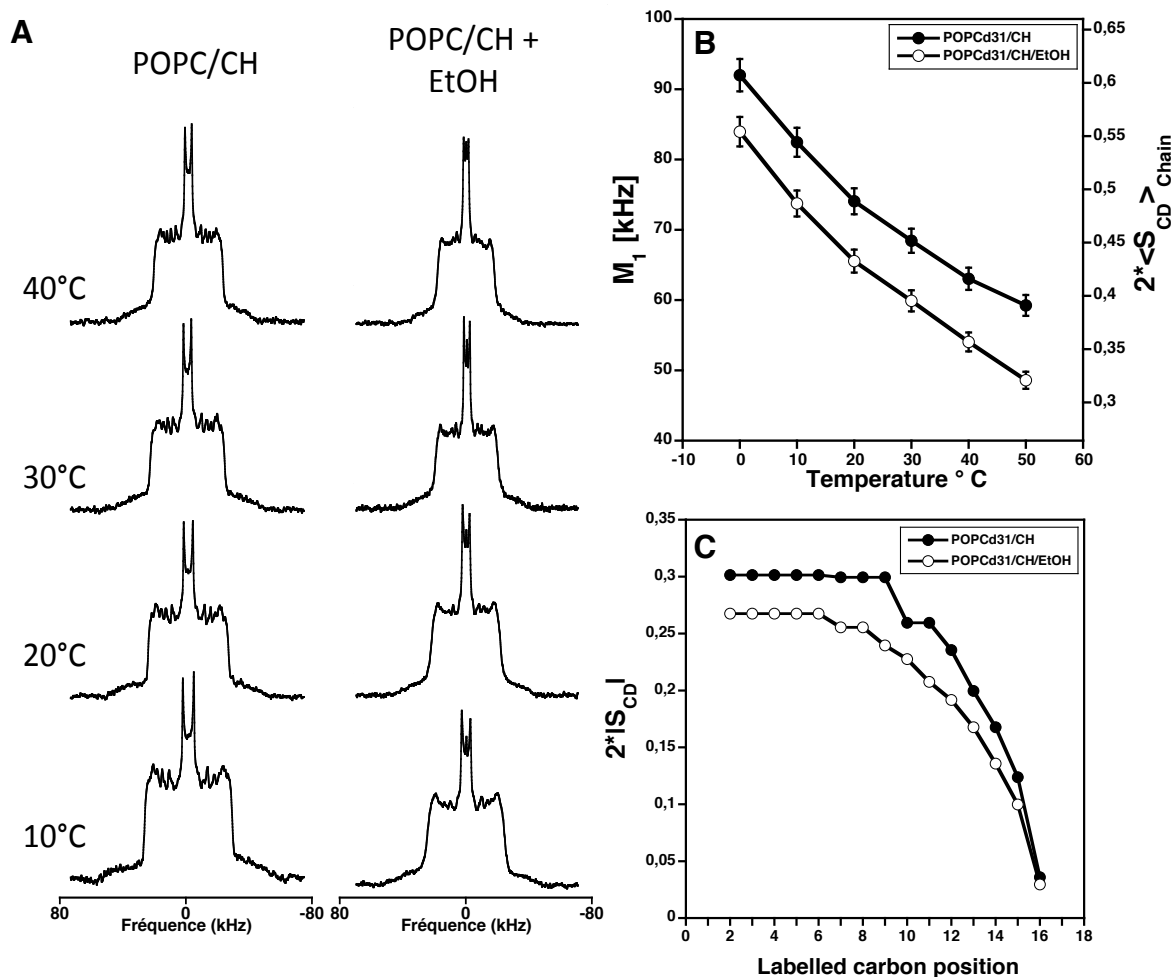 A
POPC/CH
POPC/CH +
EtOH
40°C
30°C
20°C
10°C
80 0 -80
Fréquence (kHz)
80 0 -80
Fréquence (kHz)
B
POPCd31/CH
POPCd31/CH/EtOH
M1 [kHz]
100
90
80
70
60
50
40
2*<SCD>Chain
0,65
0,6
0,55
0,5
0,45
0,4
0,35
0,3
-10 0 10 20 30 40 50 60
Temperature ° C
C
POPCd31/CH
POPCd31/CH/EtOH
2*|SCD|
0,35
0,3
0,25
0,2
0,15
0,1
0,05
0
0 2 4 6 8 10 12 14 16 18
Labelled carbon position